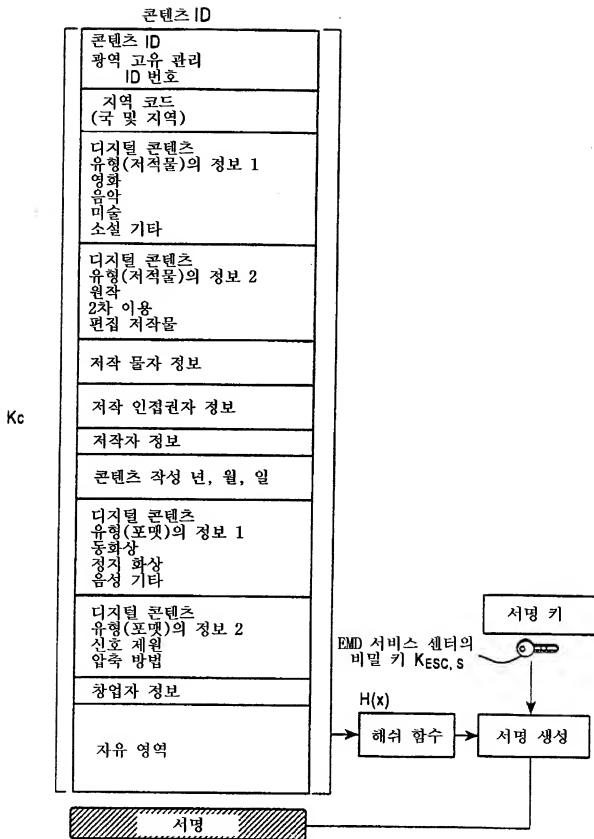 콘텐츠 ID
콘텐츠 ID
광역 고유 관리
ID 번호
지역 코드
(국 및 지역)
디지털 콘텐츠
유형(저적물)의 정보 1
영화
음악
미술
소설 기타
디지털 콘텐츠
유형(저적물)의 정보 2
원작
2차 이용
편집 저작물
저작 물자 정보
저작 인접권자 정보
저작자 정보
콘텐츠 작성 년, 월, 일
디지털 콘텐츠
유형(포맷)의 정보 1
동화상
정지 화상
음성 기타
디지털 콘텐츠
유형(포맷)의 정보 2
신호 제원
압축 방법
창업자 정보
자유 영역
Kc
서명 키
EMD 서비스 센터의
비밀 키 KESC, S
H(x)
해쉬 함수
서명 생성
서명